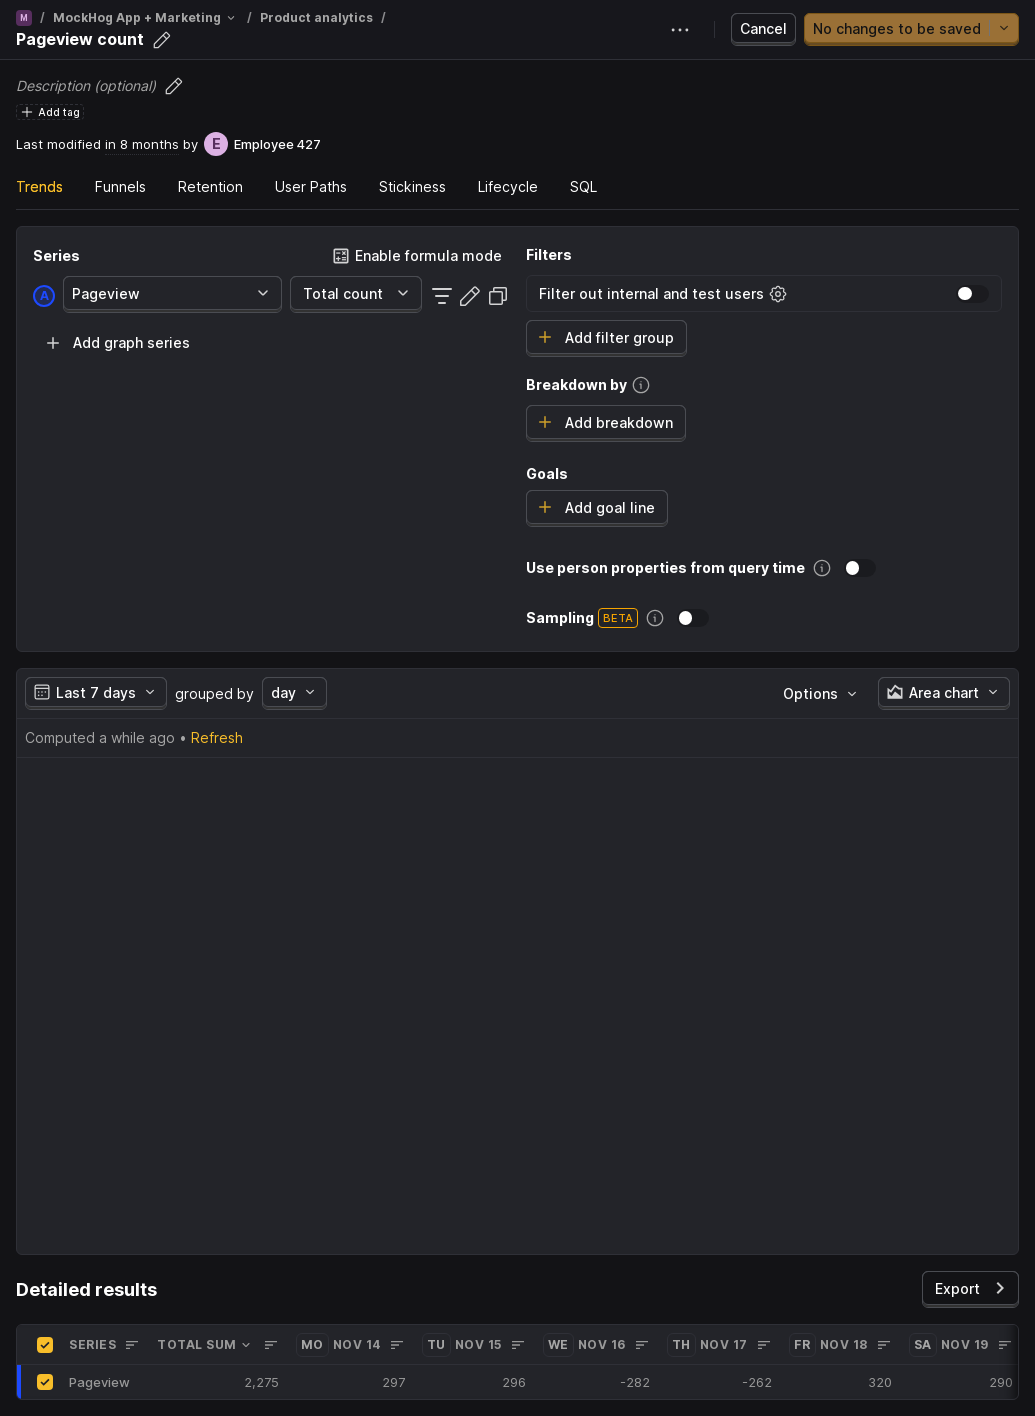 M / MockHog App + Marketing / Product analytics /
Pageview count
Cancel
No changes to be saved
Description (optional)
Add tag
Last modified in 8 months by E Employee 427
Trends Funnels Retention User Paths Stickiness Lifecycle SQL
Series
Enable formula mode
A Pageview Total count
Add graph series
Filters
Filter out internal and test users
Add filter group
Breakdown by
Add breakdown
Goals
Add goal line
Use person properties from query time
Sampling BETA
Last 7 days grouped by day Options Area chart
Computed a while ago • Refresh
Detailed results
Export
SERIES TOTAL SUM MO NOV 14 TU NOV 15 WE NOV 16 TH NOV 17 FR NOV 18 SA NOV 19
Pageview 2,275 297 296 -282 -262 320 290